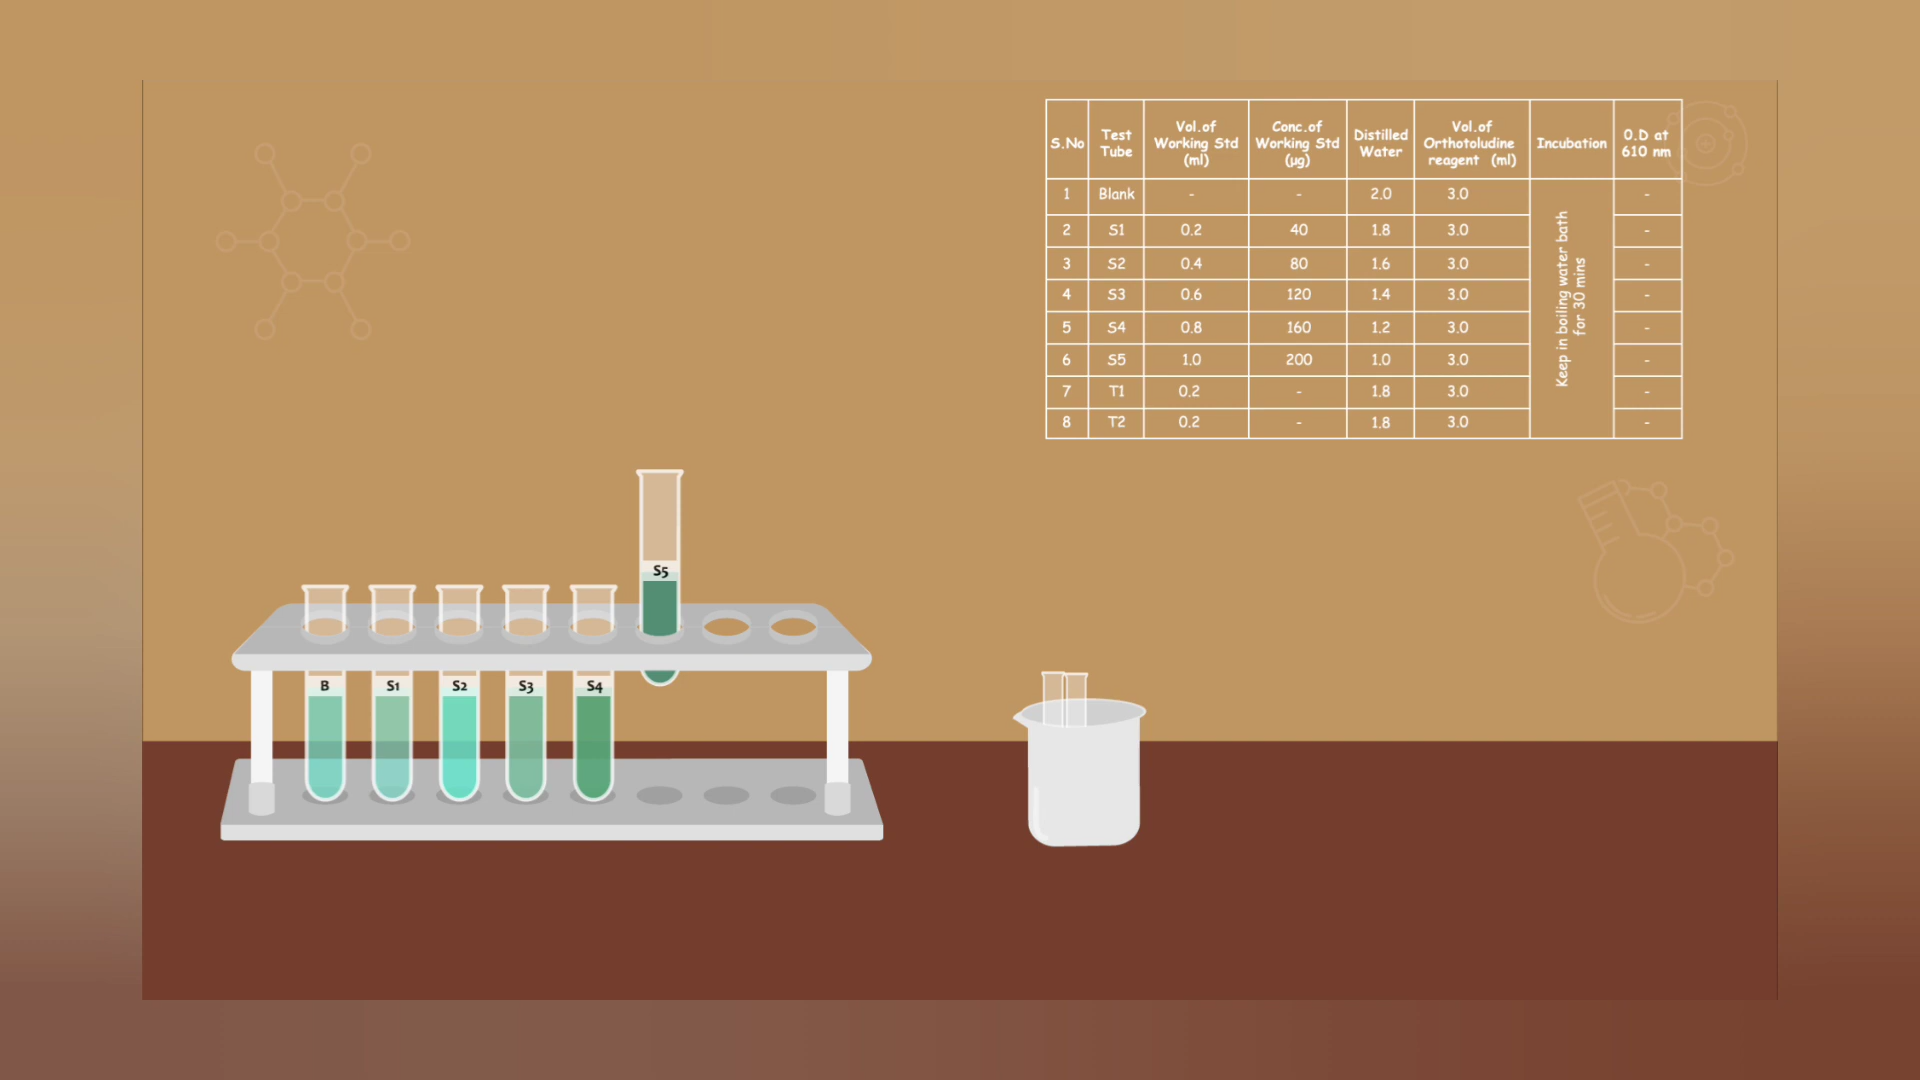 S.No Test Tube Vol.of Working Std (ml) Conc.of Working Std (µg) Distilled Water Vol.of Orthotoludine reagent (ml) Incubation O.D at 610 nm
1 Blank - - 2.0 3.0 -
2 S1 0.2 40 1.8 3.0 -
3 S2 0.4 80 1.6 3.0 -
4 S3 0.6 120 1.4 3.0 -
5 S4 0.8 160 1.2 3.0 -
6 S5 1.0 200 1.0 3.0 -
7 T1 0.2 - 1.8 3.0 -
8 T2 0.2 - 1.8 3.0 -
Keep in boiling water bath
for 30 mins
S5
B S1 S2 S3 S4